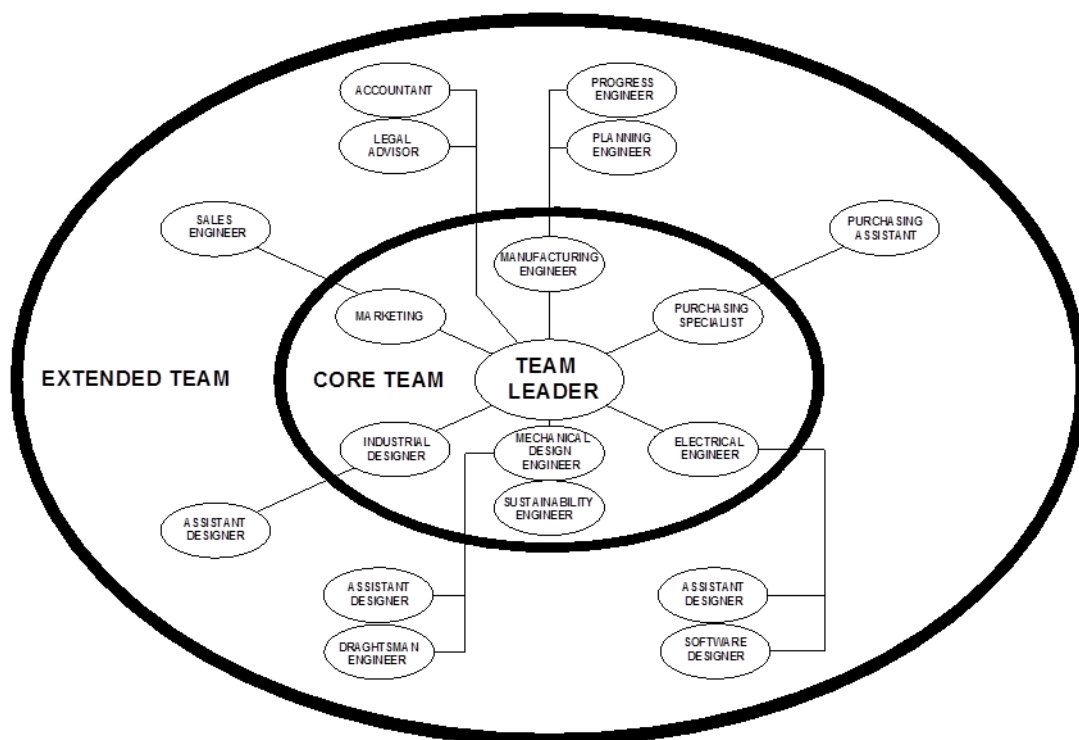 ACCOUNTANT
PROGRESS
ENGINEER
LEGAL
ADVISOR
PLANNING
ENGINEER
SALES
ENGINEER
PURCHASING
ASSISTANT
MANUFACTURING
ENGINEER
MARKETING
PURCHASING
SPECIALIST
EXTENDED TEAM
CORE TEAM
TEAM
LEADER
INDUSTRIAL
DESIGNER
MECHANICAL
DESIGN
ENGINEER
ELECTRICAL
ENGINEER
SUSTAINABILITY
ENGINEER
ASSISTANT
DESIGNER
ASSISTANT
DESIGNER
ASSISTANT
DESIGNER
DRAGHTSMAN
ENGINEER
SOFTWARE
DESIGNER